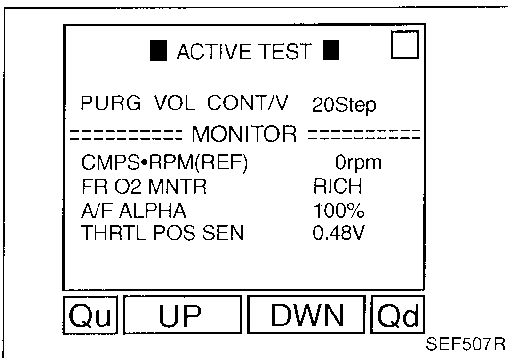 ■ ACTIVE TEST ■
PURG VOL CONT/V 20Step
========== MONITOR ==========
CMPS•RPM(REF) 0rpm
FR O2 MNTR RICH
A/F ALPHA 100%
THRTL POS SEN 0.48V
Qu UP DWN Qd
SEF507R